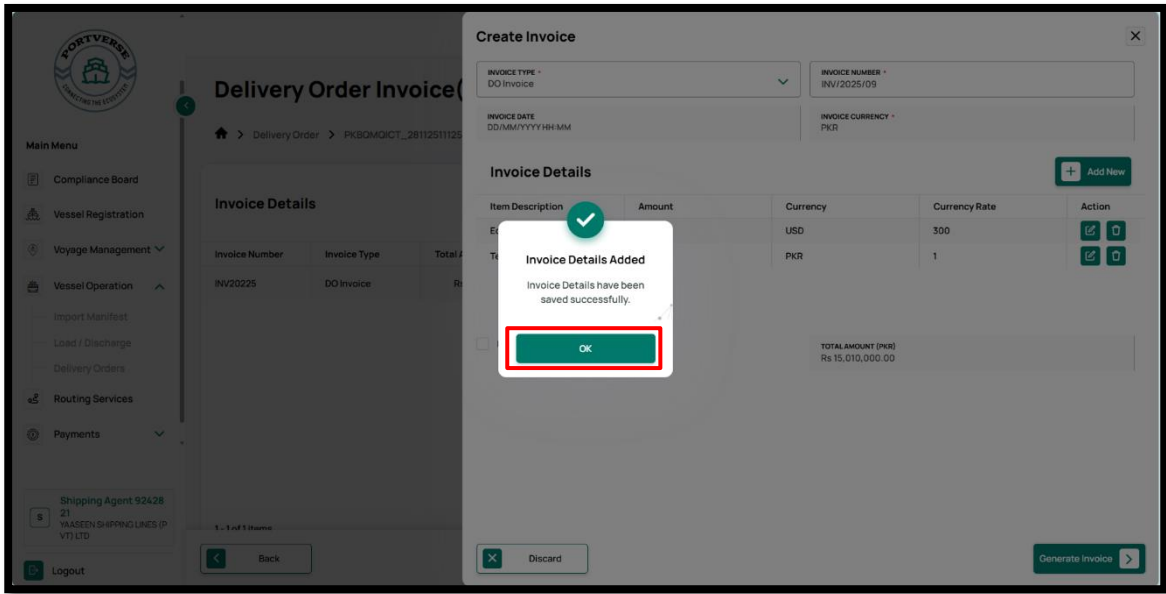 PORTVERSE
CONNECTING THE ECOSYSTEM
Main Menu
Compliance Board
Vessel Registration
Voyage Management
Vessel Operation
Import Manifest
Load / Discharge
Delivery Orders
Routing Services
Payments
S
Shipping Agent 92428
21
YAASEEN SHIPPING LINES (P
VT) LTD
Logout
Delivery Order Invoice(
> Delivery Order > PKBQMQICT_28112511125
Invoice Details
Invoice Number Invoice Type Total
INV20225 DO Invoice
1 - 1 of 1 items
Back
Create Invoice
INVOICE TYPE *
DO Invoice
INVOICE NUMBER *
INV/2025/09
INVOICE DATE
DD/MM/YYYY HH:MM
INVOICE CURRENCY *
PKR
Invoice Details
+ Add New
Item Description Amount Currency Currency Rate Action
USD 300
PKR 1
Invoice Details Added
Invoice Details have been
saved successfully.
OK
TOTAL AMOUNT (PKR)
Rs 15,010,000.00
Discard
Generate Invoice